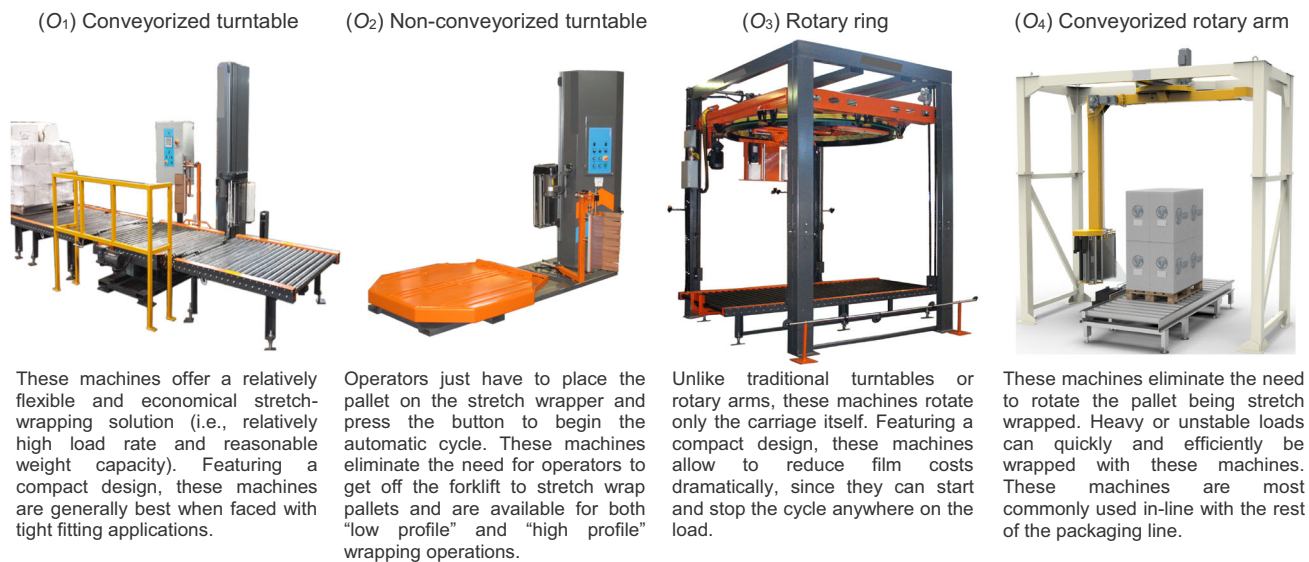 (O1) Conveyorized turntable
These machines offer a relatively
flexible and economical stretch-
wrapping solution (i.e., relatively
high load rate and reasonable
weight capacity). Featuring a
compact design, these machines
are generally best when faced with
tight fitting applications.
(O2) Non-conveyorized turntable
Operators just have to place the
pallet on the stretch wrapper and
press the button to begin the
automatic cycle. These machines
eliminate the need for operators to
get off the forklift to stretch wrap
pallets and are available for both
“low profile” and “high profile”
wrapping operations.
(O3) Rotary ring
Unlike traditional turntables or
rotary arms, these machines rotate
only the carriage itself. Featuring a
compact design, these machines
allow to reduce film costs
dramatically, since they can start
and stop the cycle anywhere on the
load.
(O4) Conveyorized rotary arm
These machines eliminate the need
to rotate the pallet being stretch
wrapped. Heavy or unstable loads
can quickly and efficiently be
wrapped with these machines.
These machines are most
commonly used in-line with the rest
of the packaging line.